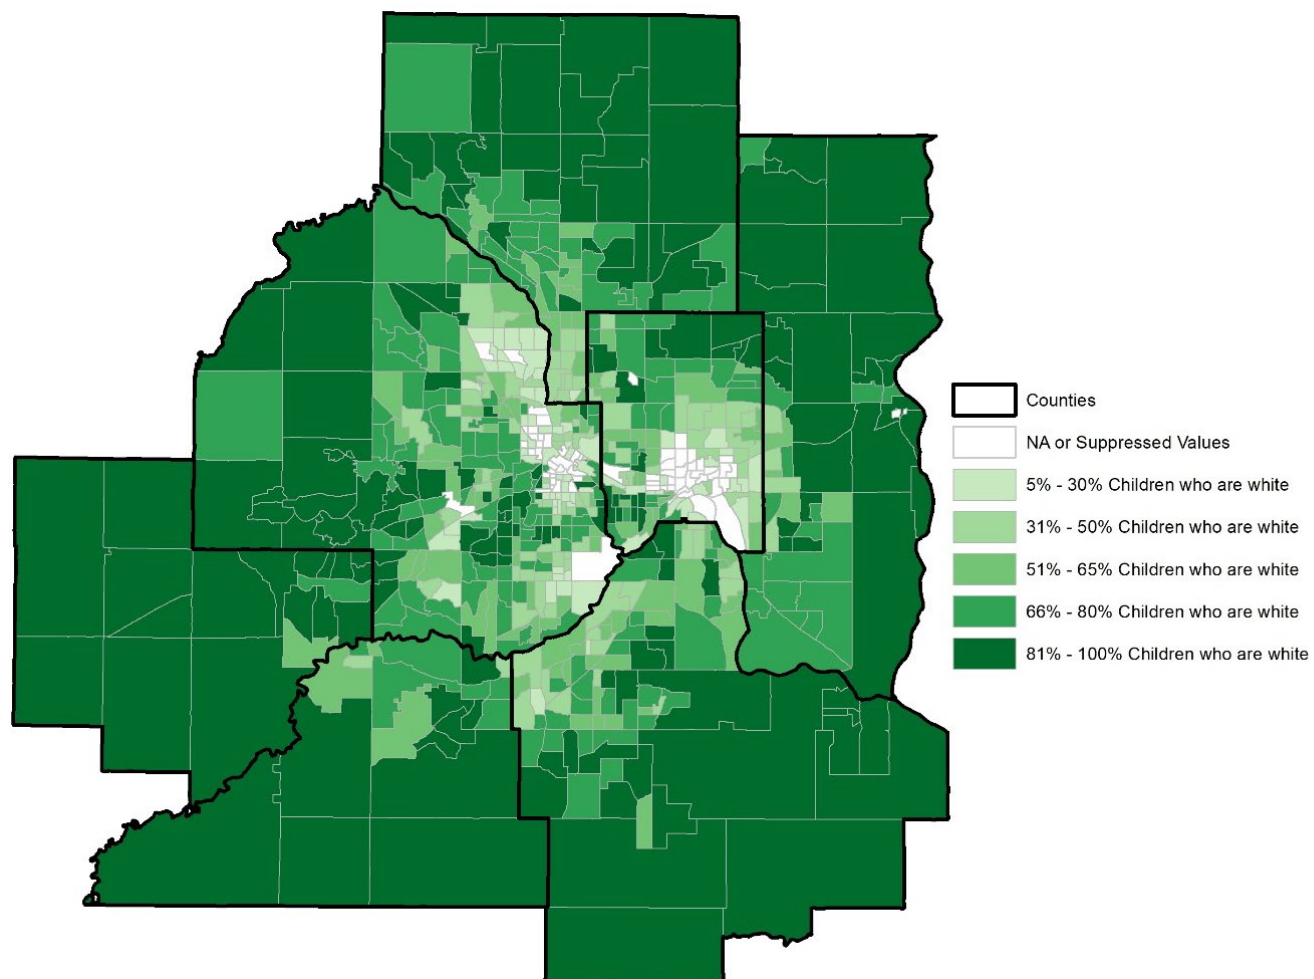 Counties
NA or Suppressed Values
5% - 30% Children who are white
31% - 50% Children who are white
51% - 65% Children who are white
66% - 80% Children who are white
81% - 100% Children who are white